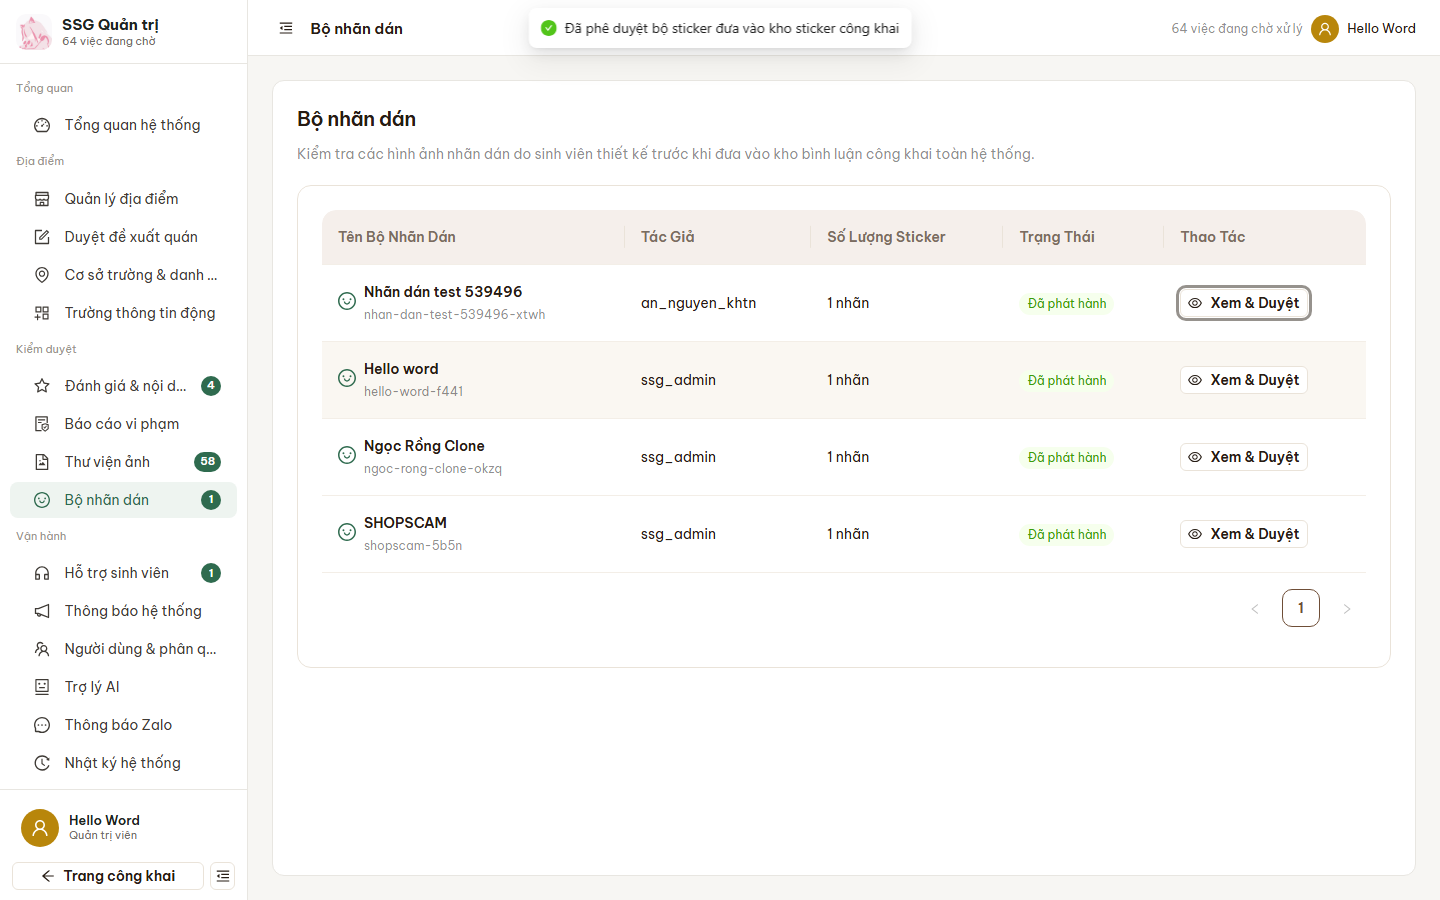 SSG Quản trị
64 việc đang chờ
Tổng quan
Tổng quan hệ thống
Địa điểm
Quản lý địa điểm
Duyệt đề xuất quán
Cơ sở trường & danh ...
Trường thông tin động
Kiểm duyệt
Đánh giá & nội d... 4
Báo cáo vi phạm
Thư viện ảnh 58
Bộ nhãn dán 1
Vận hành
Hỗ trợ sinh viên 1
Thông báo hệ thống
Người dùng & phân q...
Trợ lý AI
Thông báo Zalo
Nhật ký hệ thống
Hello Word
Quản trị viên
Trang công khai
Bộ nhãn dán
Đã phê duyệt bộ sticker đưa vào kho sticker công khai
64 việc đang chờ xử lý
Hello Word
Bộ nhãn dán
Kiểm tra các hình ảnh nhãn dán do sinh viên thiết kế trước khi đưa vào kho bình luận công khai toàn hệ thống.
Tên Bộ Nhãn Dán Tác Giả Số Lượng Sticker Trạng Thái Thao Tác
Nhãn dán test 539496
nhan-dan-test-539496-xtwh
an_nguyen_khtn 1 nhãn Đã phát hành Xem & Duyệt
Hello word
hello-word-f441
ssg_admin 1 nhãn Đã phát hành Xem & Duyệt
Ngọc Rồng Clone
ngoc-rong-clone-okzq
ssg_admin 1 nhãn Đã phát hành Xem & Duyệt
SHOPSCAM
shopscam-5b5n
ssg_admin 1 nhãn Đã phát hành Xem & Duyệt
1